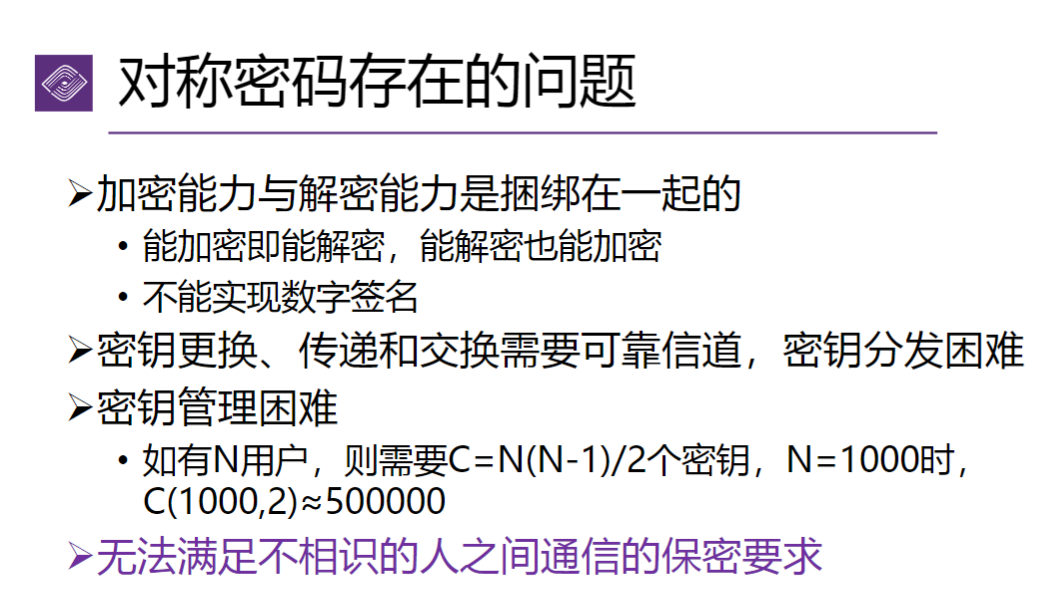 对称密码存在的问题
➢加密能力与解密能力是捆绑在一起的
• 能加密即能解密，能解密也能加密
• 不能实现数字签名
➢密钥更换、传递和交换需要可靠信道，密钥分发困难
➢密钥管理困难
• 如有N用户，则需要C=N(N-1)/2个密钥，N=1000时，
C(1000,2)≈500000
➢无法满足不相识的人之间通信的保密要求